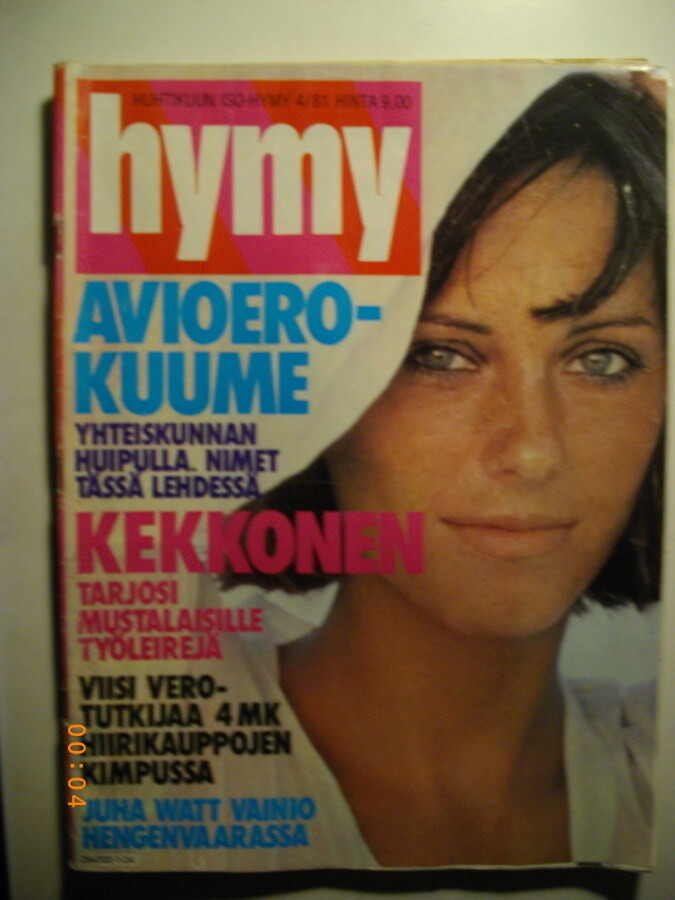 HUHTIKUUN ISO-HYMY 4/81 HINTA 9,00
hymy
AVIOERO-
KUUME
YHTEISKUNNAN
HUIPULLA. NIMET
TÄSSÄ LEHDESSÄ
KEKKONEN
TARJOSI
MUSTALAISILLE
TYÖLEIREJÄ
VIISI VERO-
TUTKIJAA 4 MK
HIIRIKAUPPOJEN
KIMPUSSA
JUHA WATT VAINIO
HENGENVAARASSA
00:04